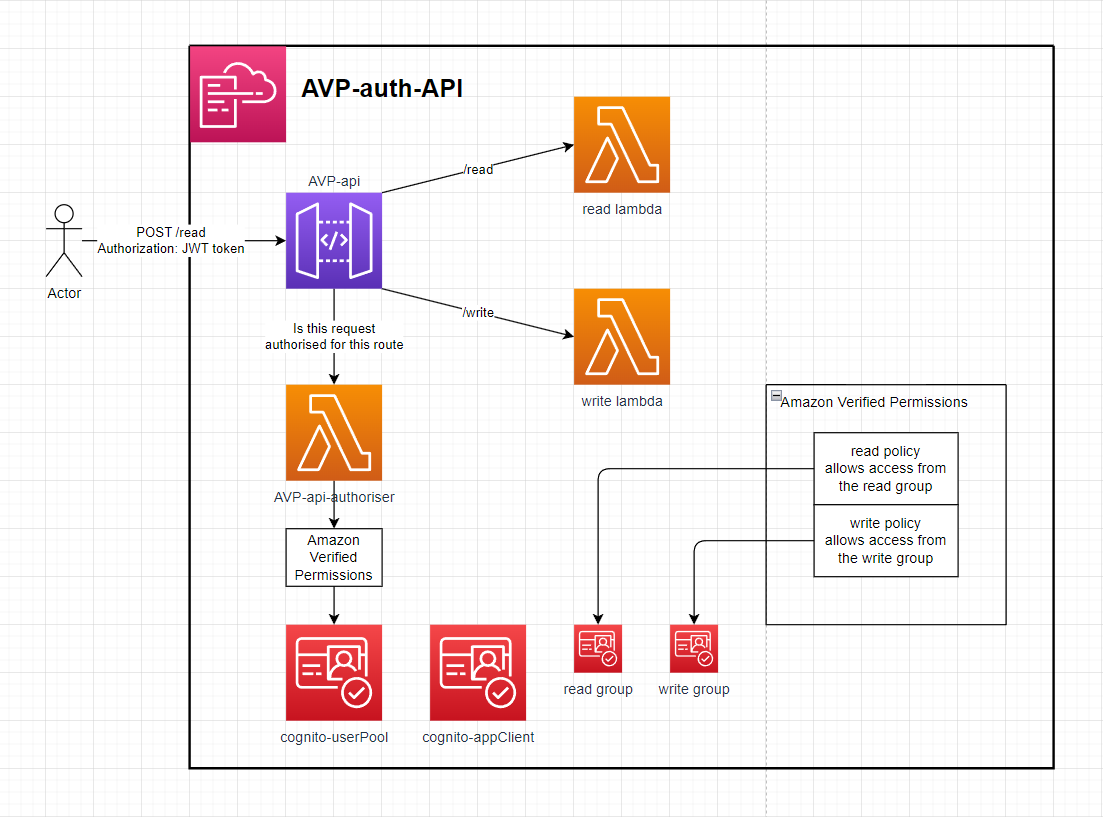 AVP-auth-API
AVP-api
/read
read lambda
POST /read
Authorization: JWT token
Actor
/write
write lambda
Is this request
authorised for this route
AVP-api-authoriser
Amazon
Verified
Permissions
Amazon Verified Permissions
read policy
allows access from
the read group
write policy
allows access from
the write group
cognito-userPool
cognito-appClient
read group
write group